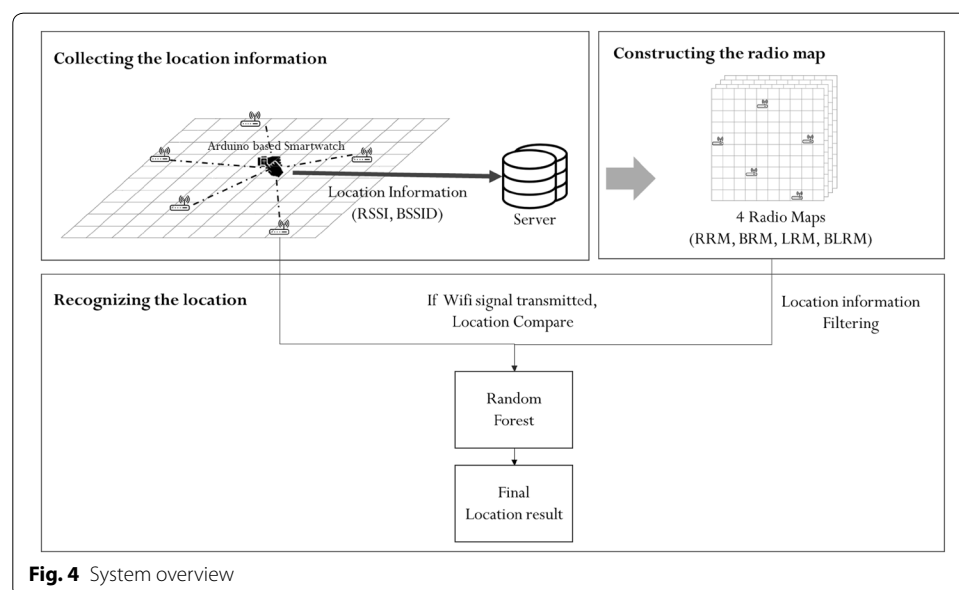 Collecting the location information
Arduino based Smartwatch
Location Information
(RSSI, BSSID)
Server
Constructing the radio map
4 Radio Maps
(RRM, BRM, LRM, BLRM)
Recognizing the location
If Wifi signal transmitted,
Location Compare
Location information
Filtering
Random
Forest
Final
Location result
Fig. 4 System overview